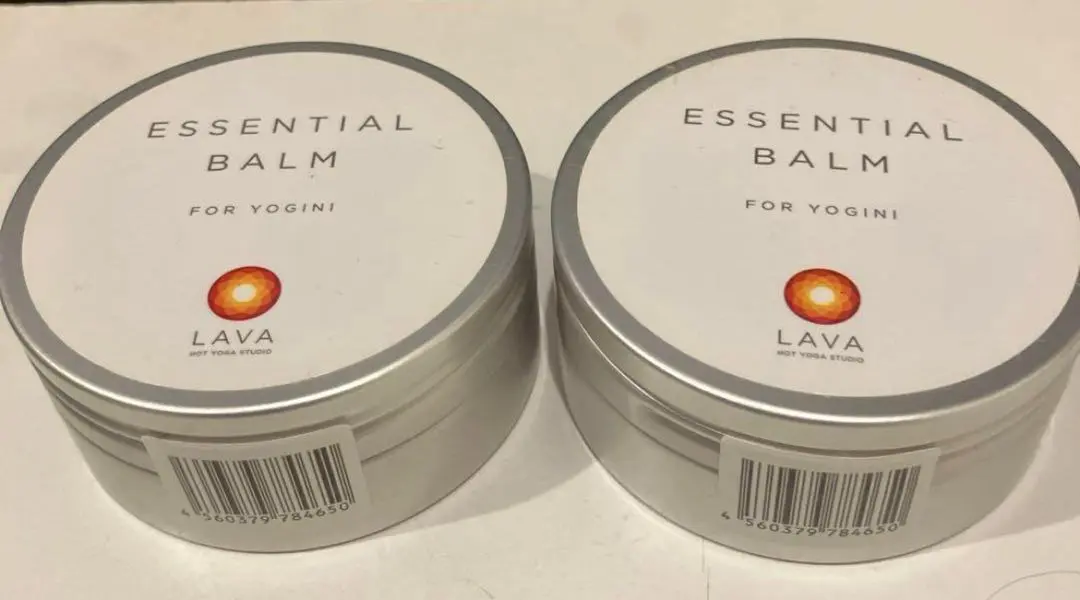 ESSENTIAL
BALM
FOR YOGINI
LAVA
HOT YOGA STUDIO
4 560379 784650
ESSENTIAL
BALM
FOR YOGINI
LAVA
HOT YOGA STUDIO
4 560379 784650